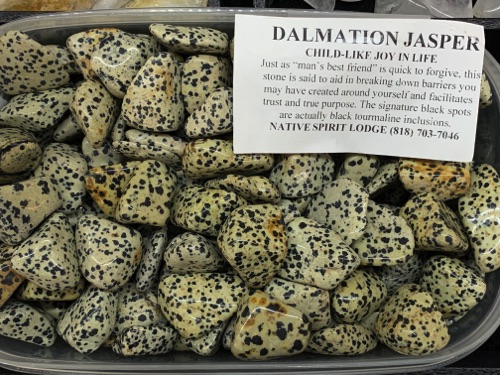 DALMATION JASPER
CHILD-LIKE JOY IN LIFE
Just as “man`s best friend” is quick to forgive, this
stone is said to aid in breaking down barriers you
may have created around yourself and facilitates
trust and true purpose. The signature black spots
are actually black tourmaline inclusions.
NATIVE SPIRIT LODGE (818) 703-7046